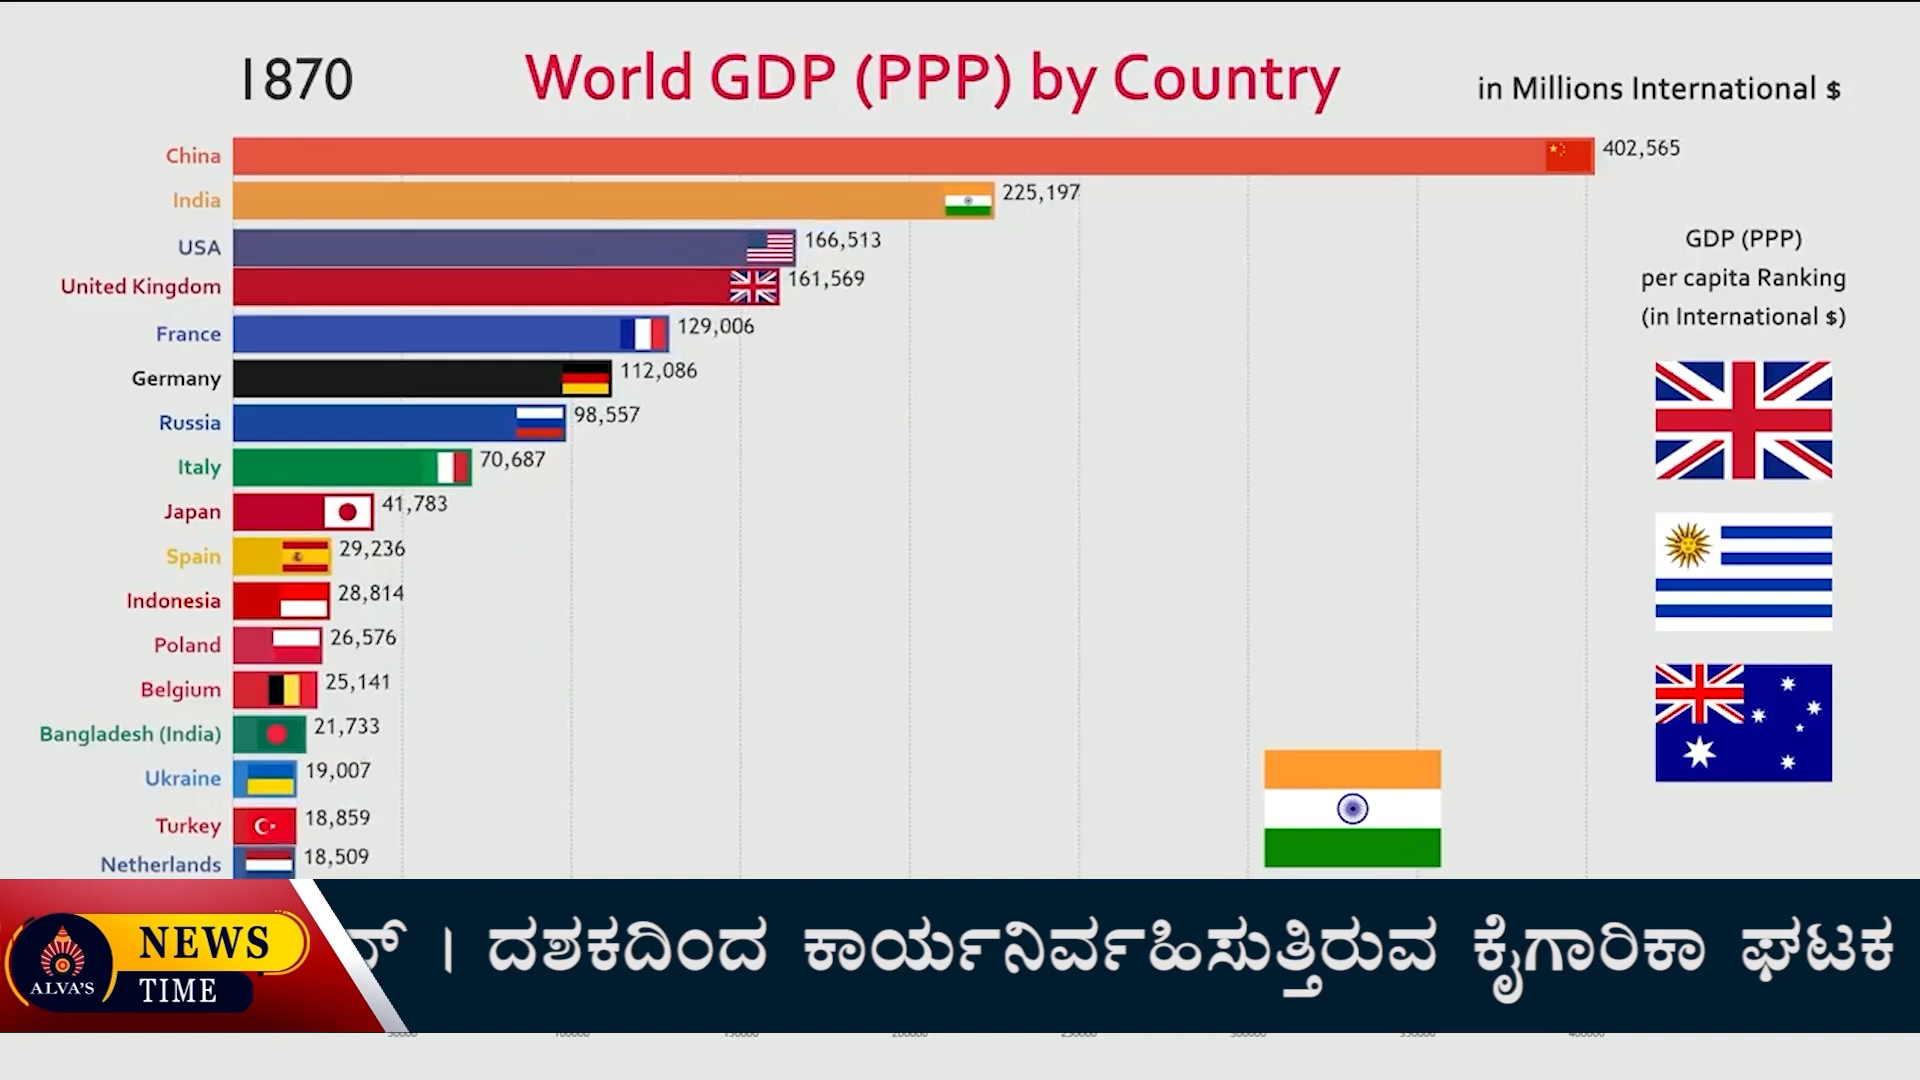 1870
World GDP (PPP) by Country
in Millions International $
China 402,565
India 225,197
USA 166,513
United Kingdom 161,569
France 129,006
Germany 112,086
Russia 98,557
Italy 70,687
Japan 41,783
Spain 29,236
Indonesia 28,814
Poland 26,576
Belgium 25,141
Bangladesh (India) 21,733
Ukraine 19,007
Turkey 18,859
Netherlands 18,509
GDP (PPP)
per capita Ranking
(in International $)
ALVA'S
NEWS
TIME
। ದಶಕದಿಂದ ಕಾರ್ಯನಿರ್ವಹಿಸುತ್ತಿರುವ ಕೈಗಾರಿಕಾ ಘಟಕ